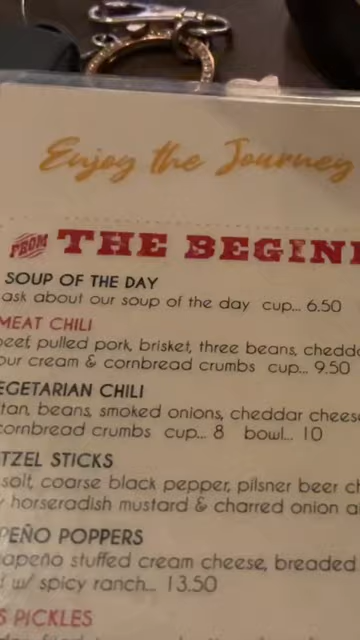 Enjoy the Journey
FROM THE BEGINN
SOUP OF THE DAY
ask about our soup of the day cup... 6.50
MEAT CHILI
beef, pulled pork, brisket, three beans, chedda
our cream & cornbread crumbs cup... 9.50
EGETARIAN CHILI
tan, beans, smoked onions, cheddar chees
cornbread crumbs cup... 8 bowl... 10
TZEL STICKS
salt, coarse black pepper, pilsner beer ch
horseradish mustard & charred onion a
PEÑO POPPERS
apeño stuffed cream cheese, breaded
w/ spicy ranch... 13.50
S PICKLES